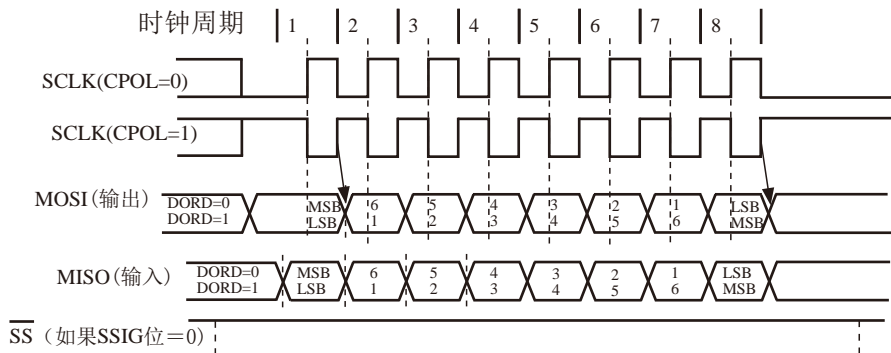 时钟周期 1 2 3 4 5 6 7 8
SCLK(CPOL=0)
SCLK(CPOL=1)
MOSI(输出) DORD=0 MSB 6 5 4 3 2 1 LSB
DORD=1 LSB 1 2 3 4 5 6 MSB
MISO(输入) DORD=0 MSB 6 5 4 3 2 1 LSB
DORD=1 LSB 1 2 3 4 5 6 MSB
SS(如果SSIG位=0)